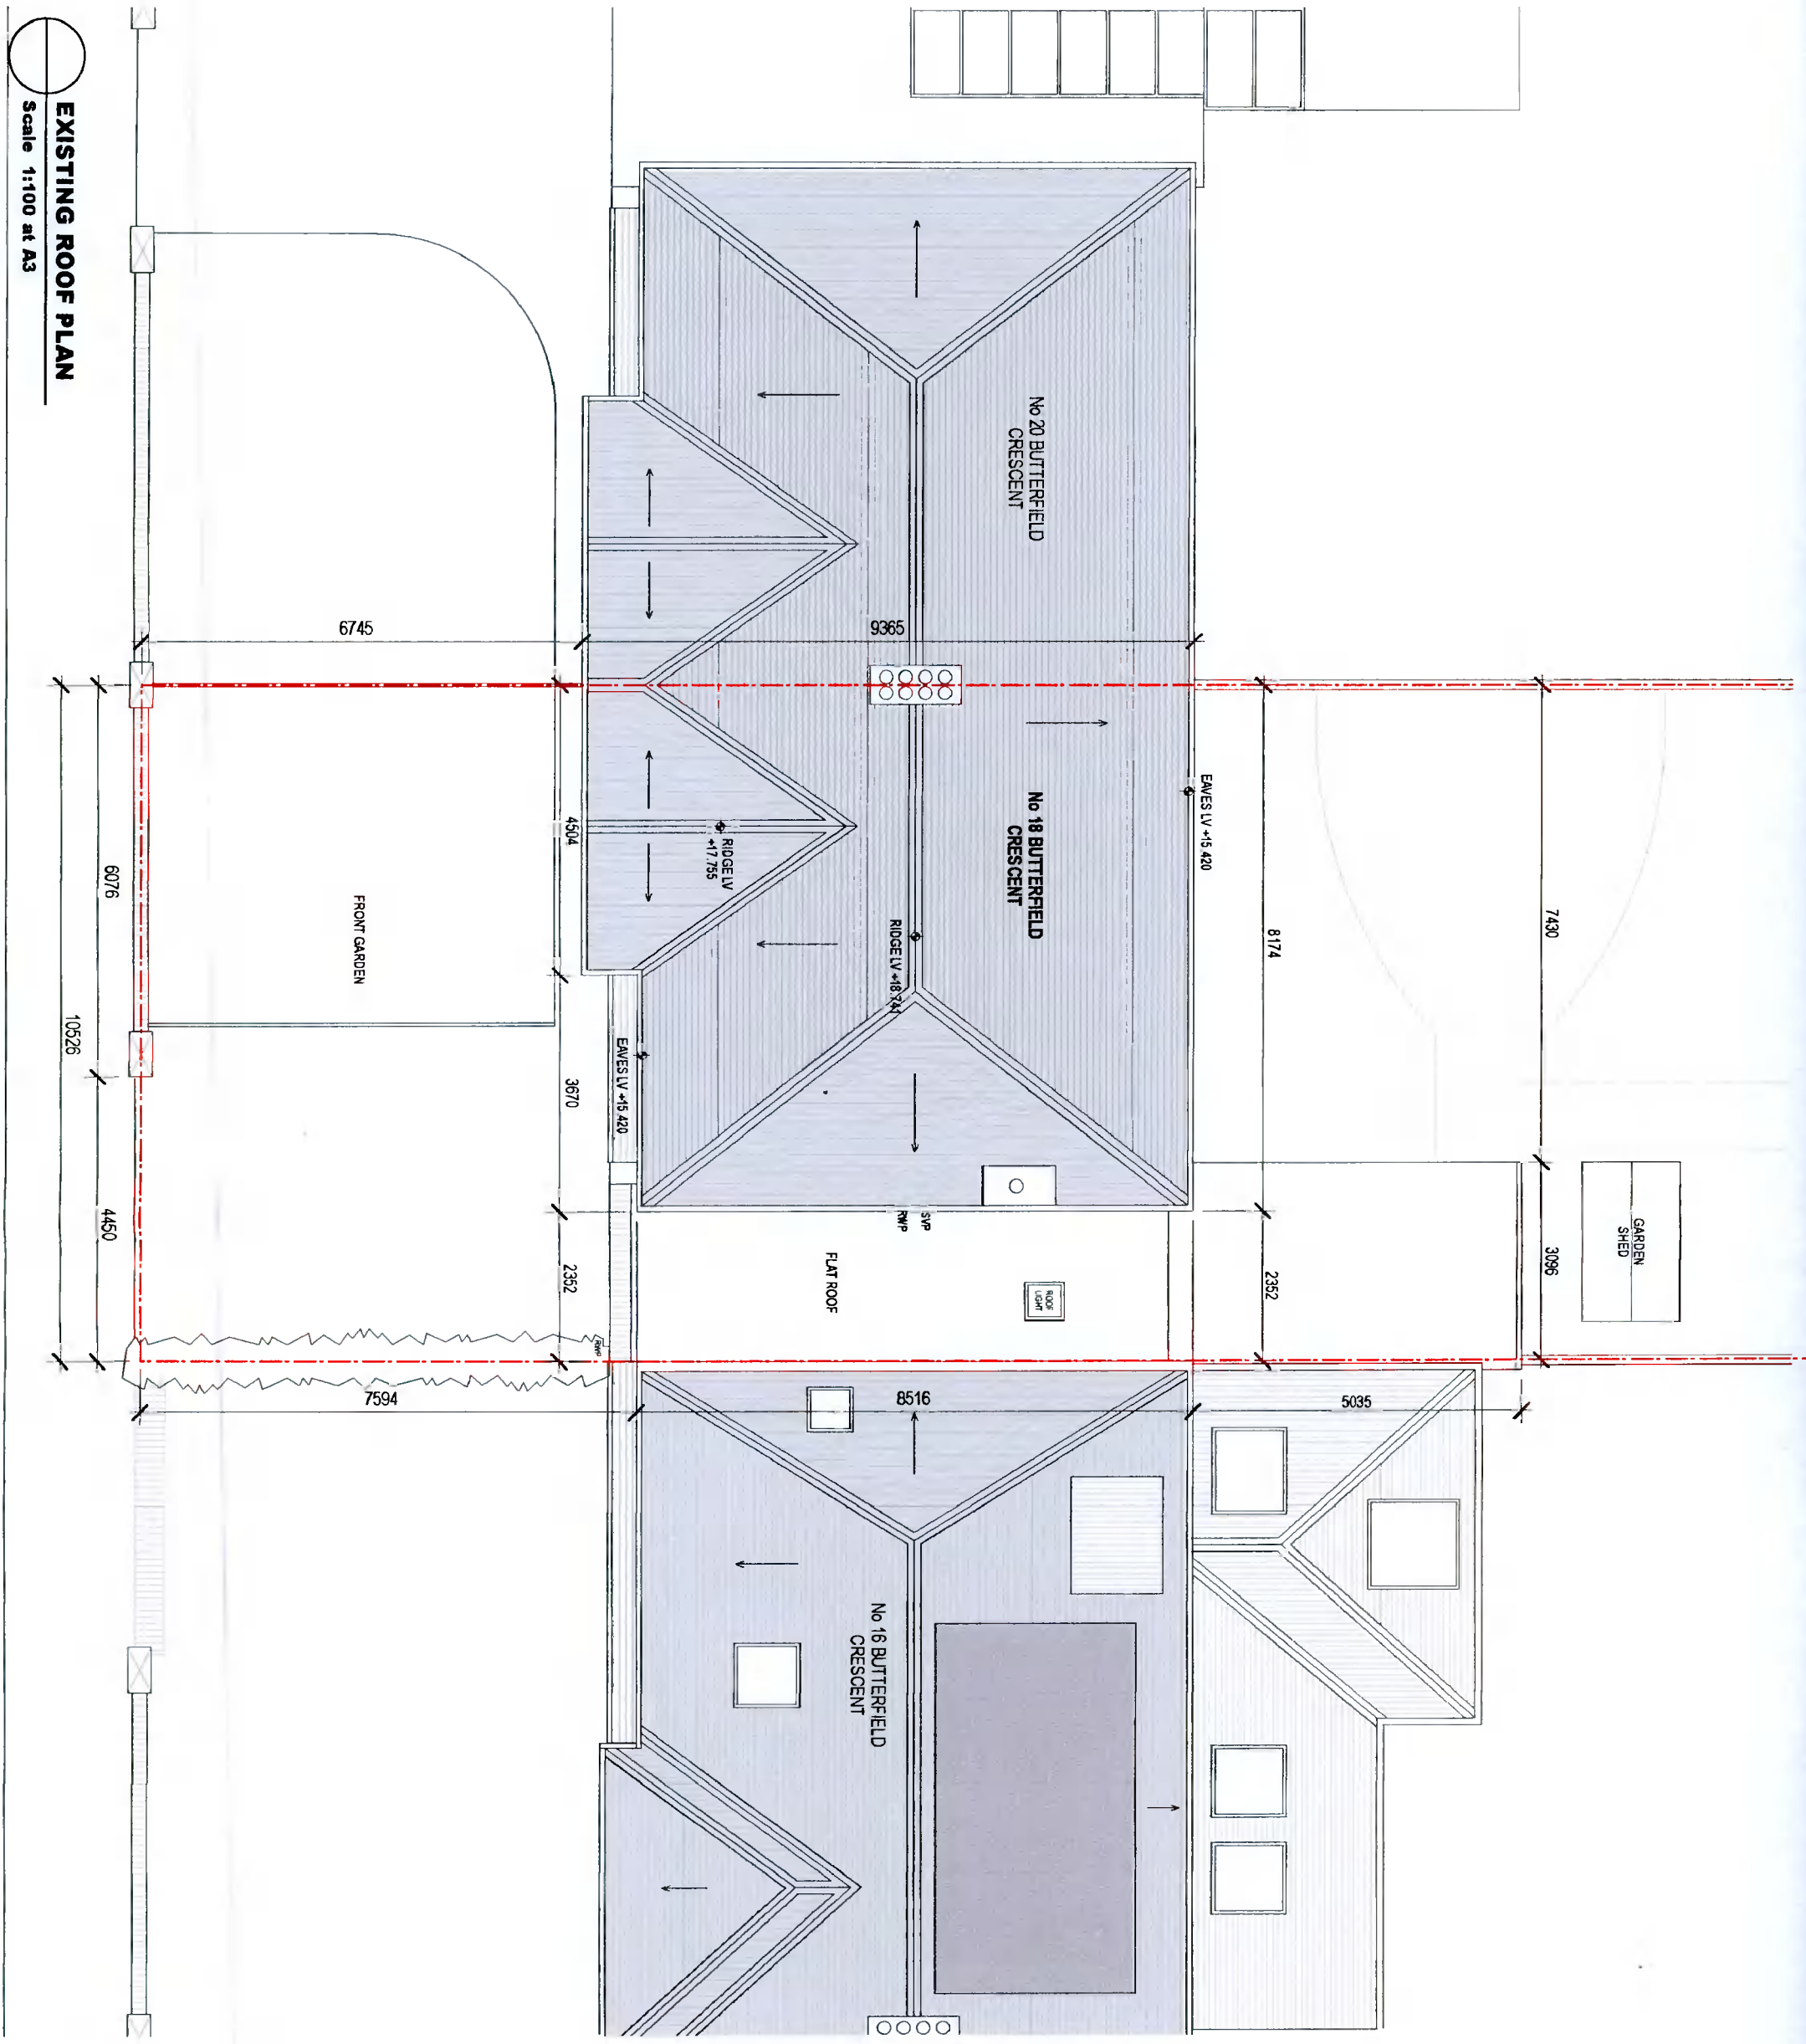 EXISTING ROOF PLAN
Scale 1:100 at A3
No 20 BUTTERFIELD
CRESCENT
6745
9365
EAVES LV +15.420
No 18 BUTTERFIELD
CRESCENT
RIDGE LV
+17.755
RIDGE LV +18.741
8174
7430
4504
6076
FRONT GARDEN
10526
3670
EAVES LV +15.420
4450
2352
SVP
RWP
FLAT ROOF
ROOF
LIGHT
2352
3096
GARDEN
SHED
RWP
7594
8516
5035
No 16 BUTTERFIELD
CRESCENT